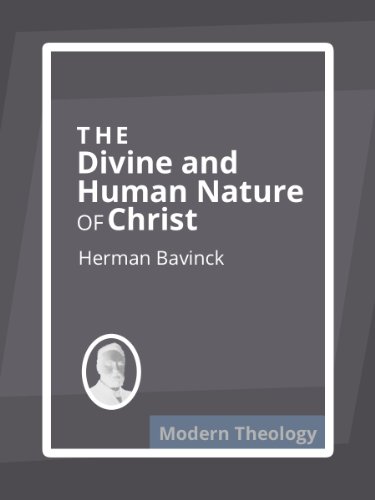 THE
Divine and
Human Nature
OF Christ
Herman Bavinck
Modern Theology